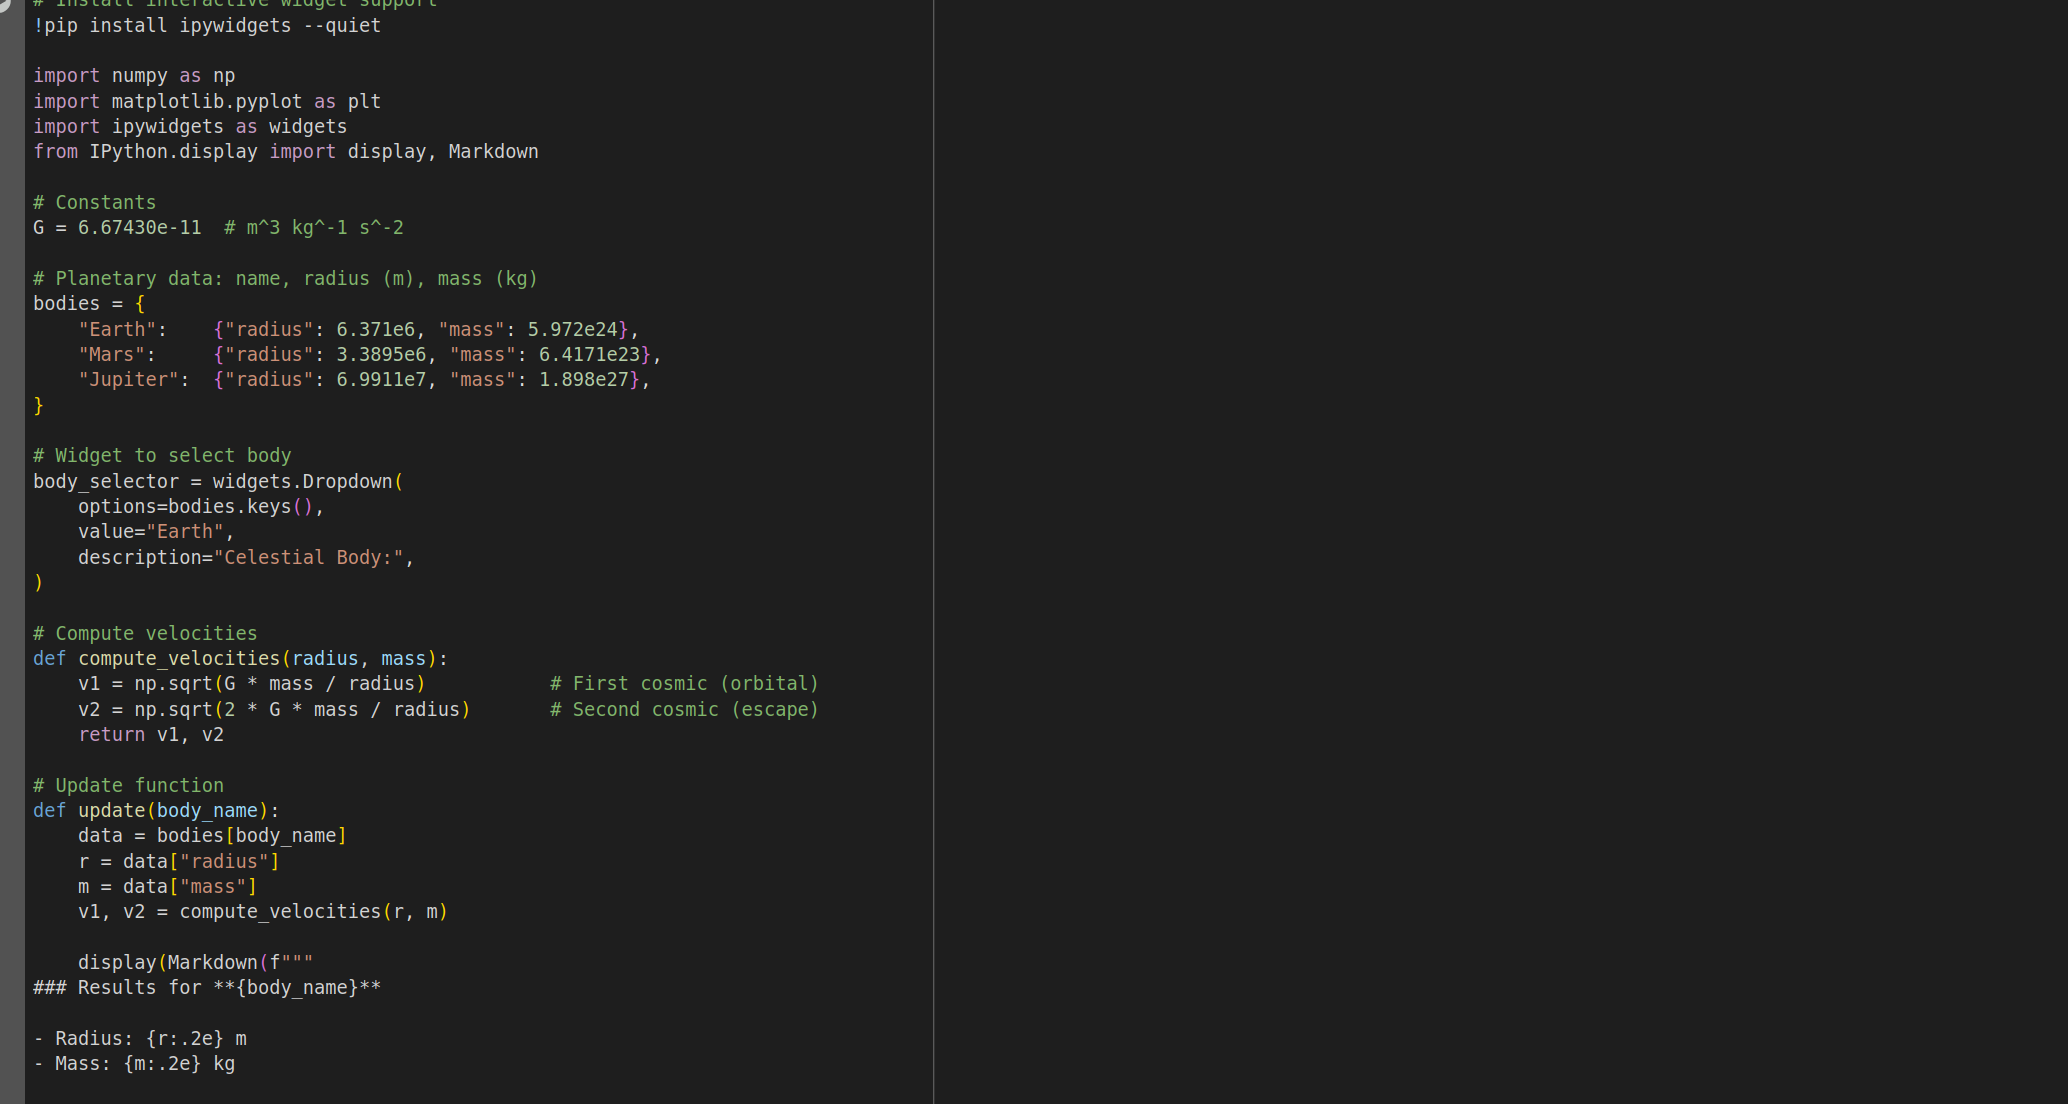 # Install interactive widget support
!pip install ipywidgets --quiet
import numpy as np
import matplotlib.pyplot as plt
import ipywidgets as widgets
from IPython.display import display, Markdown
# Constants
G = 6.67430e-11  # m^3 kg^-1 s^-2
# Planetary data: name, radius (m), mass (kg)
bodies = {
    "Earth":    {"radius": 6.371e6, "mass": 5.972e24},
    "Mars":     {"radius": 3.3895e6, "mass": 6.4171e23},
    "Jupiter":  {"radius": 6.9911e7, "mass": 1.898e27},
}
# Widget to select body
body_selector = widgets.Dropdown(
    options=bodies.keys(),
    value="Earth",
    description="Celestial Body:",
)
# Compute velocities
def compute_velocities(radius, mass):
    v1 = np.sqrt(G * mass / radius)           # First cosmic (orbital)
    v2 = np.sqrt(2 * G * mass / radius)       # Second cosmic (escape)
    return v1, v2
# Update function
def update(body_name):
    data = bodies[body_name]
    r = data["radius"]
    m = data["mass"]
    v1, v2 = compute_velocities(r, m)
    display(Markdown(f"""
### Results for **{body_name}**
- Radius: {r:.2e} m
- Mass: {m:.2e} kg